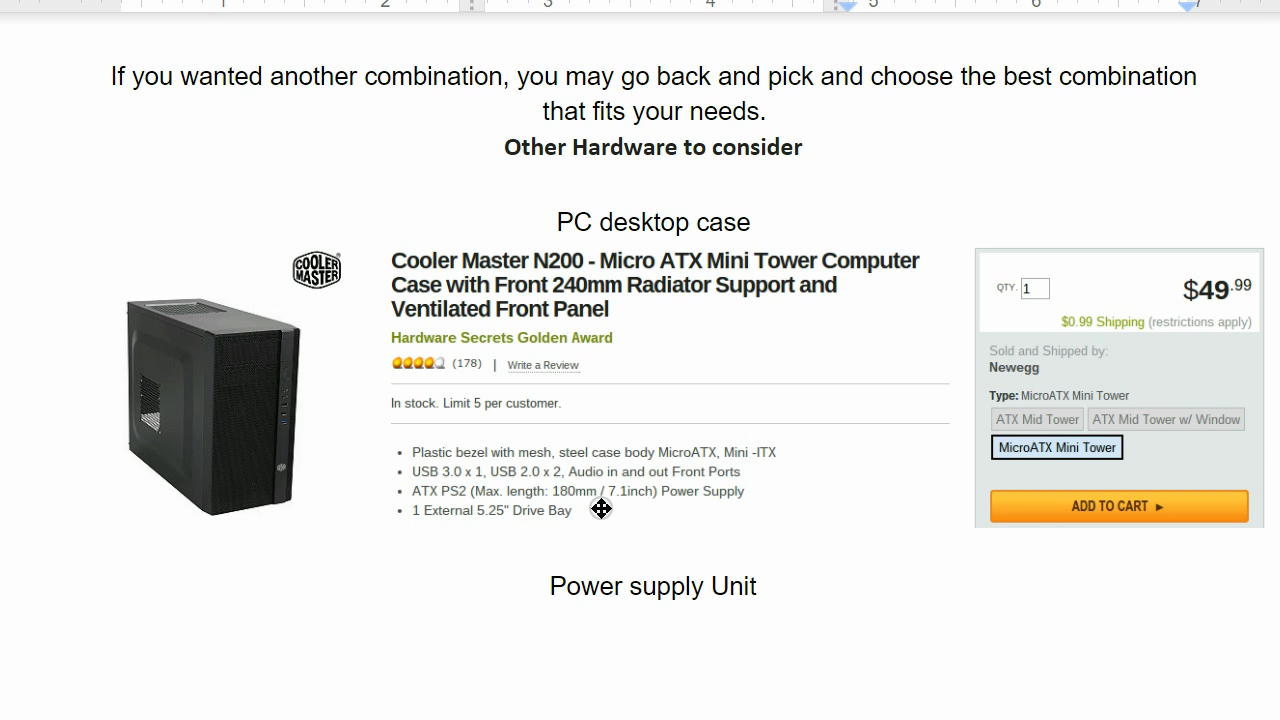 1 2 3 4 5 6 7
If you wanted another combination, you may go back and pick and choose the best combination
that fits your needs.
Other Hardware to consider
PC desktop case
COOLER
MASTER
Cooler Master N200 - Micro ATX Mini Tower Computer
Case with Front 240mm Radiator Support and
Ventilated Front Panel
Hardware Secrets Golden Award
(178) | Write a Review
In stock. Limit 5 per customer.
• Plastic bezel with mesh, steel case body MicroATX, Mini -ITX
• USB 3.0 x 1, USB 2.0 x 2, Audio in and out Front Ports
• ATX PS2 (Max. length: 180mm / 7.1inch) Power Supply
• 1 External 5.25" Drive Bay
QTY. 1 $49.99
$0.99 Shipping (restrictions apply)
Sold and Shipped by:
Newegg
Type: MicroATX Mini Tower
ATX Mid Tower ATX Mid Tower w/ Window
MicroATX Mini Tower
ADD TO CART ►
Power supply Unit